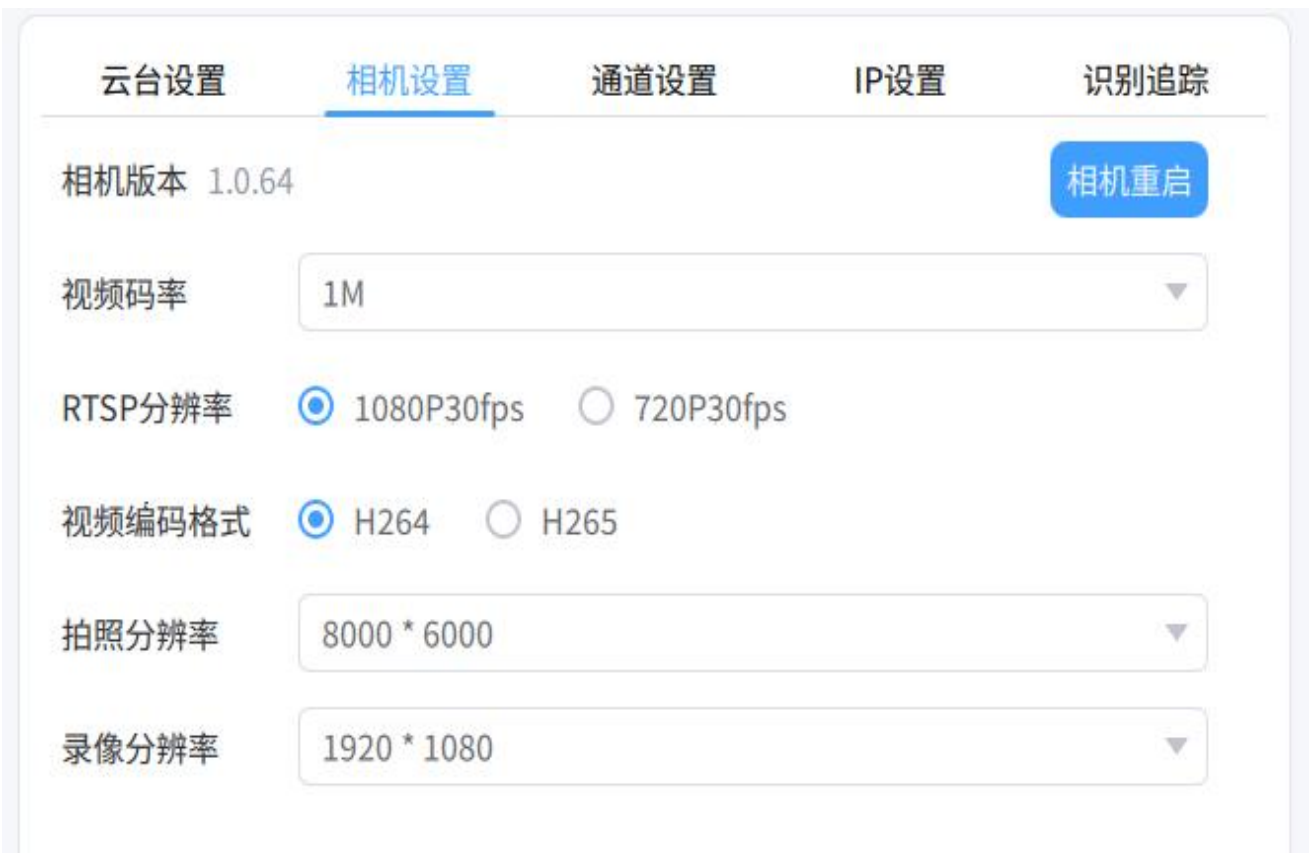 云台设置 相机设置 通道设置 IP设置 识别追踪
相机版本 1.0.64 相机重启
视频码率 1M
RTSP分辨率 1080P30fps 720P30fps
视频编码格式 H264 H265
拍照分辨率 8000 * 6000
录像分辨率 1920 * 1080